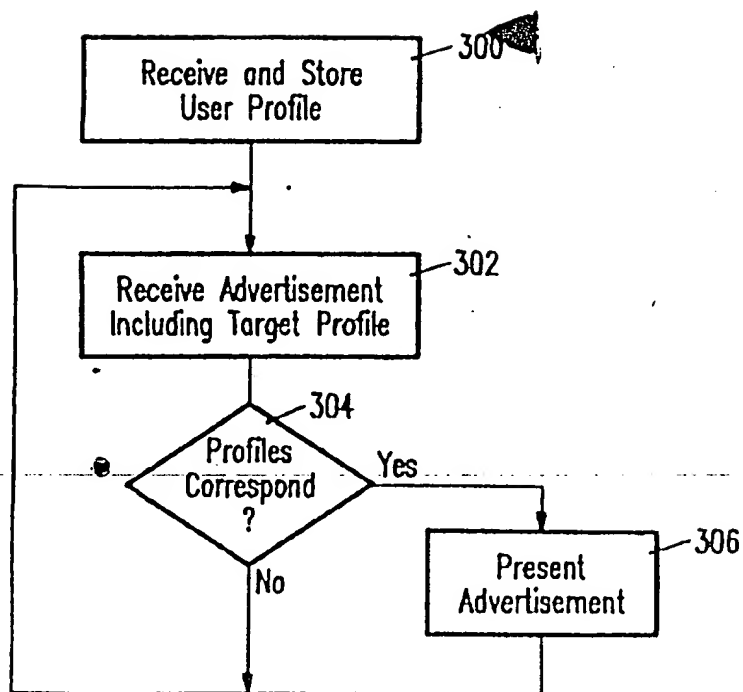 300
Receive and Store
User Profile
302
Receive Advertisement
Including Target Profile
304
Profiles
Correspond
?
Yes
No
306
Present
Advertisement